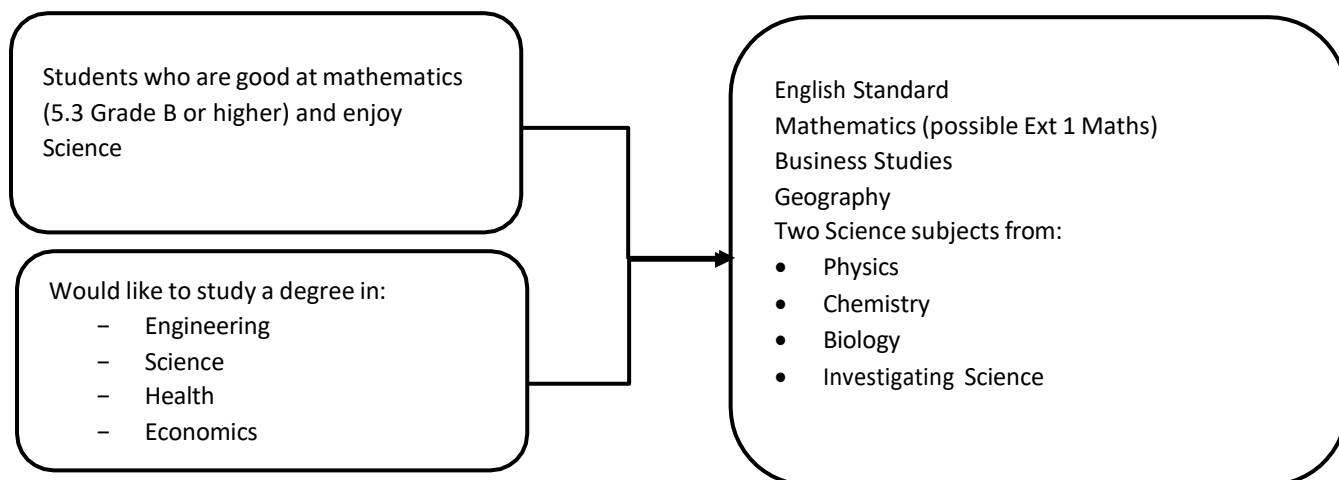 Students who are good at mathematics
(5.3 Grade B or higher) and enjoy
Science
Would like to study a degree in:
– Engineering
– Science
– Health
– Economics
English Standard
Mathematics (possible Ext 1 Maths)
Business Studies
Geography
Two Science subjects from:
• Physics
• Chemistry
• Biology
• Investigating Science